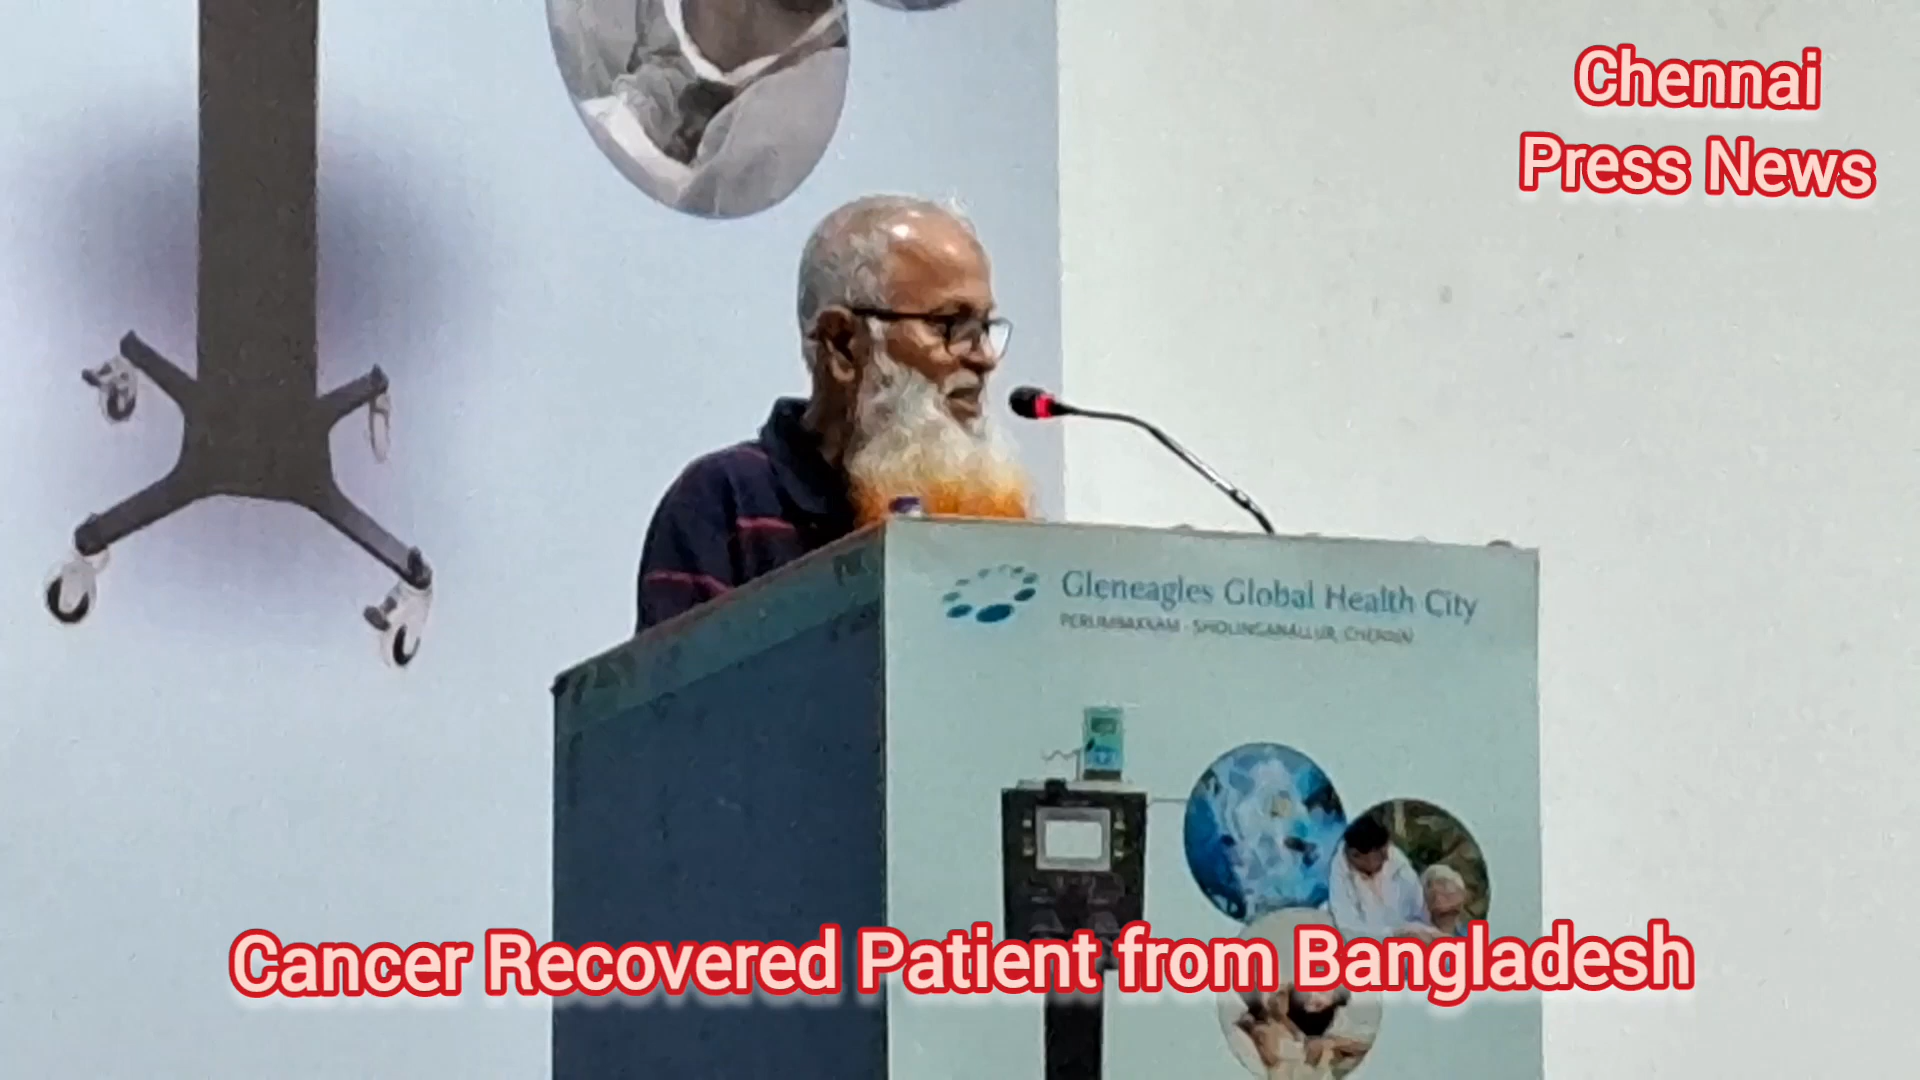 Chennai
Press News
Gleneagles Global Health City
PERUMBAKKAM - SHOLINGANALLUR, CHENNAI
Cancer Recovered Patient from Bangladesh